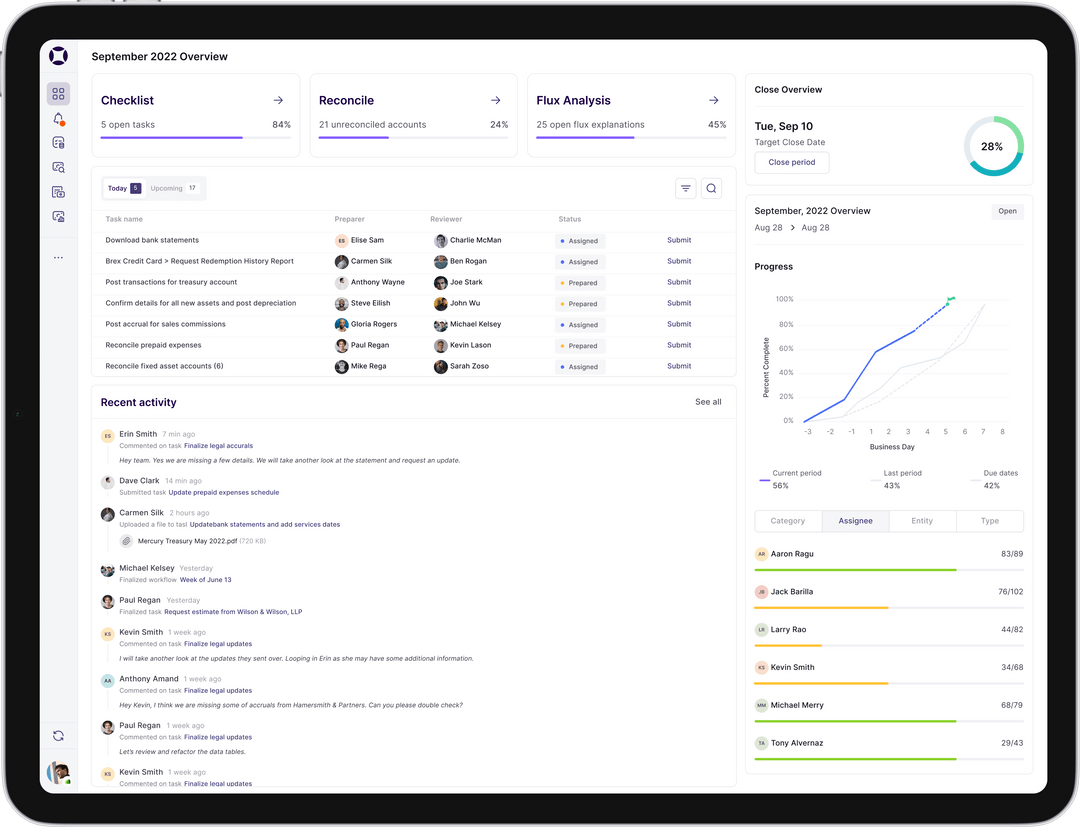 September 2022 Overview
Checklist
5 open tasks 84%
Reconcile
21 unreconciled accounts 24%
Flux Analysis
25 open flux explanations 45%
Today 5 Upcoming 17
Task name Preparer Reviewer Status
Download bank statements ES Elise Sam Charlie McMan Assigned Submit
Brex Credit Card > Request Redemption History Report Carmen Silk Ben Rogan Assigned Submit
Post transactions for treasury account Anthony Wayne Joe Stark Prepared Submit
Confirm details for all new assets and post depreciation Steve Eilish John Wu Prepared Submit
Post accrual for sales commissions Gloria Rogers Michael Kelsey Assigned Submit
Reconcile prepaid expenses Paul Regan Kevin Lason Prepared Submit
Reconcile fixed asset accounts (6) Mike Rega Sarah Zoso Assigned Submit
Recent activity See all
ES Erin Smith 7 min ago
Commented on task Finalize legal accurals
Hey team. Yes we are missing a few details. We will take another look at the statement and request an update.
Dave Clark 14 min ago
Submitted task Update prepaid expenses schedule
Carmen Silk 2 hours ago
Uploaded a file to tasl Updatebank statements and add services dates
Mercury Treasury May 2022.pdf (720 KB)
Michael Kelsey Yesterday
Finalized workflow Week of June 13
Paul Regan Yesterday
Finalized task Request estimate from Wilson & Wilson, LLP
KS Kevin Smith 1 week ago
Commented on task Finalize legal updates
I will take another look at the updates they sent over. Looping in Erin as she may have some additional information.
AA Anthony Amand 1 week ago
Commented on task Finalize legal updates
Hey Kevin, I think we are missing some of accruals from Hamersmith & Partners. Can you please double check?
Paul Regan 1 week ago
Commented on task Finalize legal updates
Let's review and refactor the data tables.
KS Kevin Smith 1 week ago
Commented on task Finalize legal updates
Close Overview
Tue, Sep 10
Target Close Date
Close period
28%
September, 2022 Overview Open
Aug 28 > Aug 28
Progress
100%
80%
60%
40%
20%
0%
Percent Complete
-3 -2 -1 1 2 3 4 5 6 7 8
Business Day
Current period Last period Due dates
56% 43% 42%
Category Assignee Entity Type
AR Aaron Ragu 83/89
JB Jack Barilla 76/102
LR Larry Rao 44/82
KS Kevin Smith 34/68
MM Michael Merry 68/79
TA Tony Alvernaz 29/43